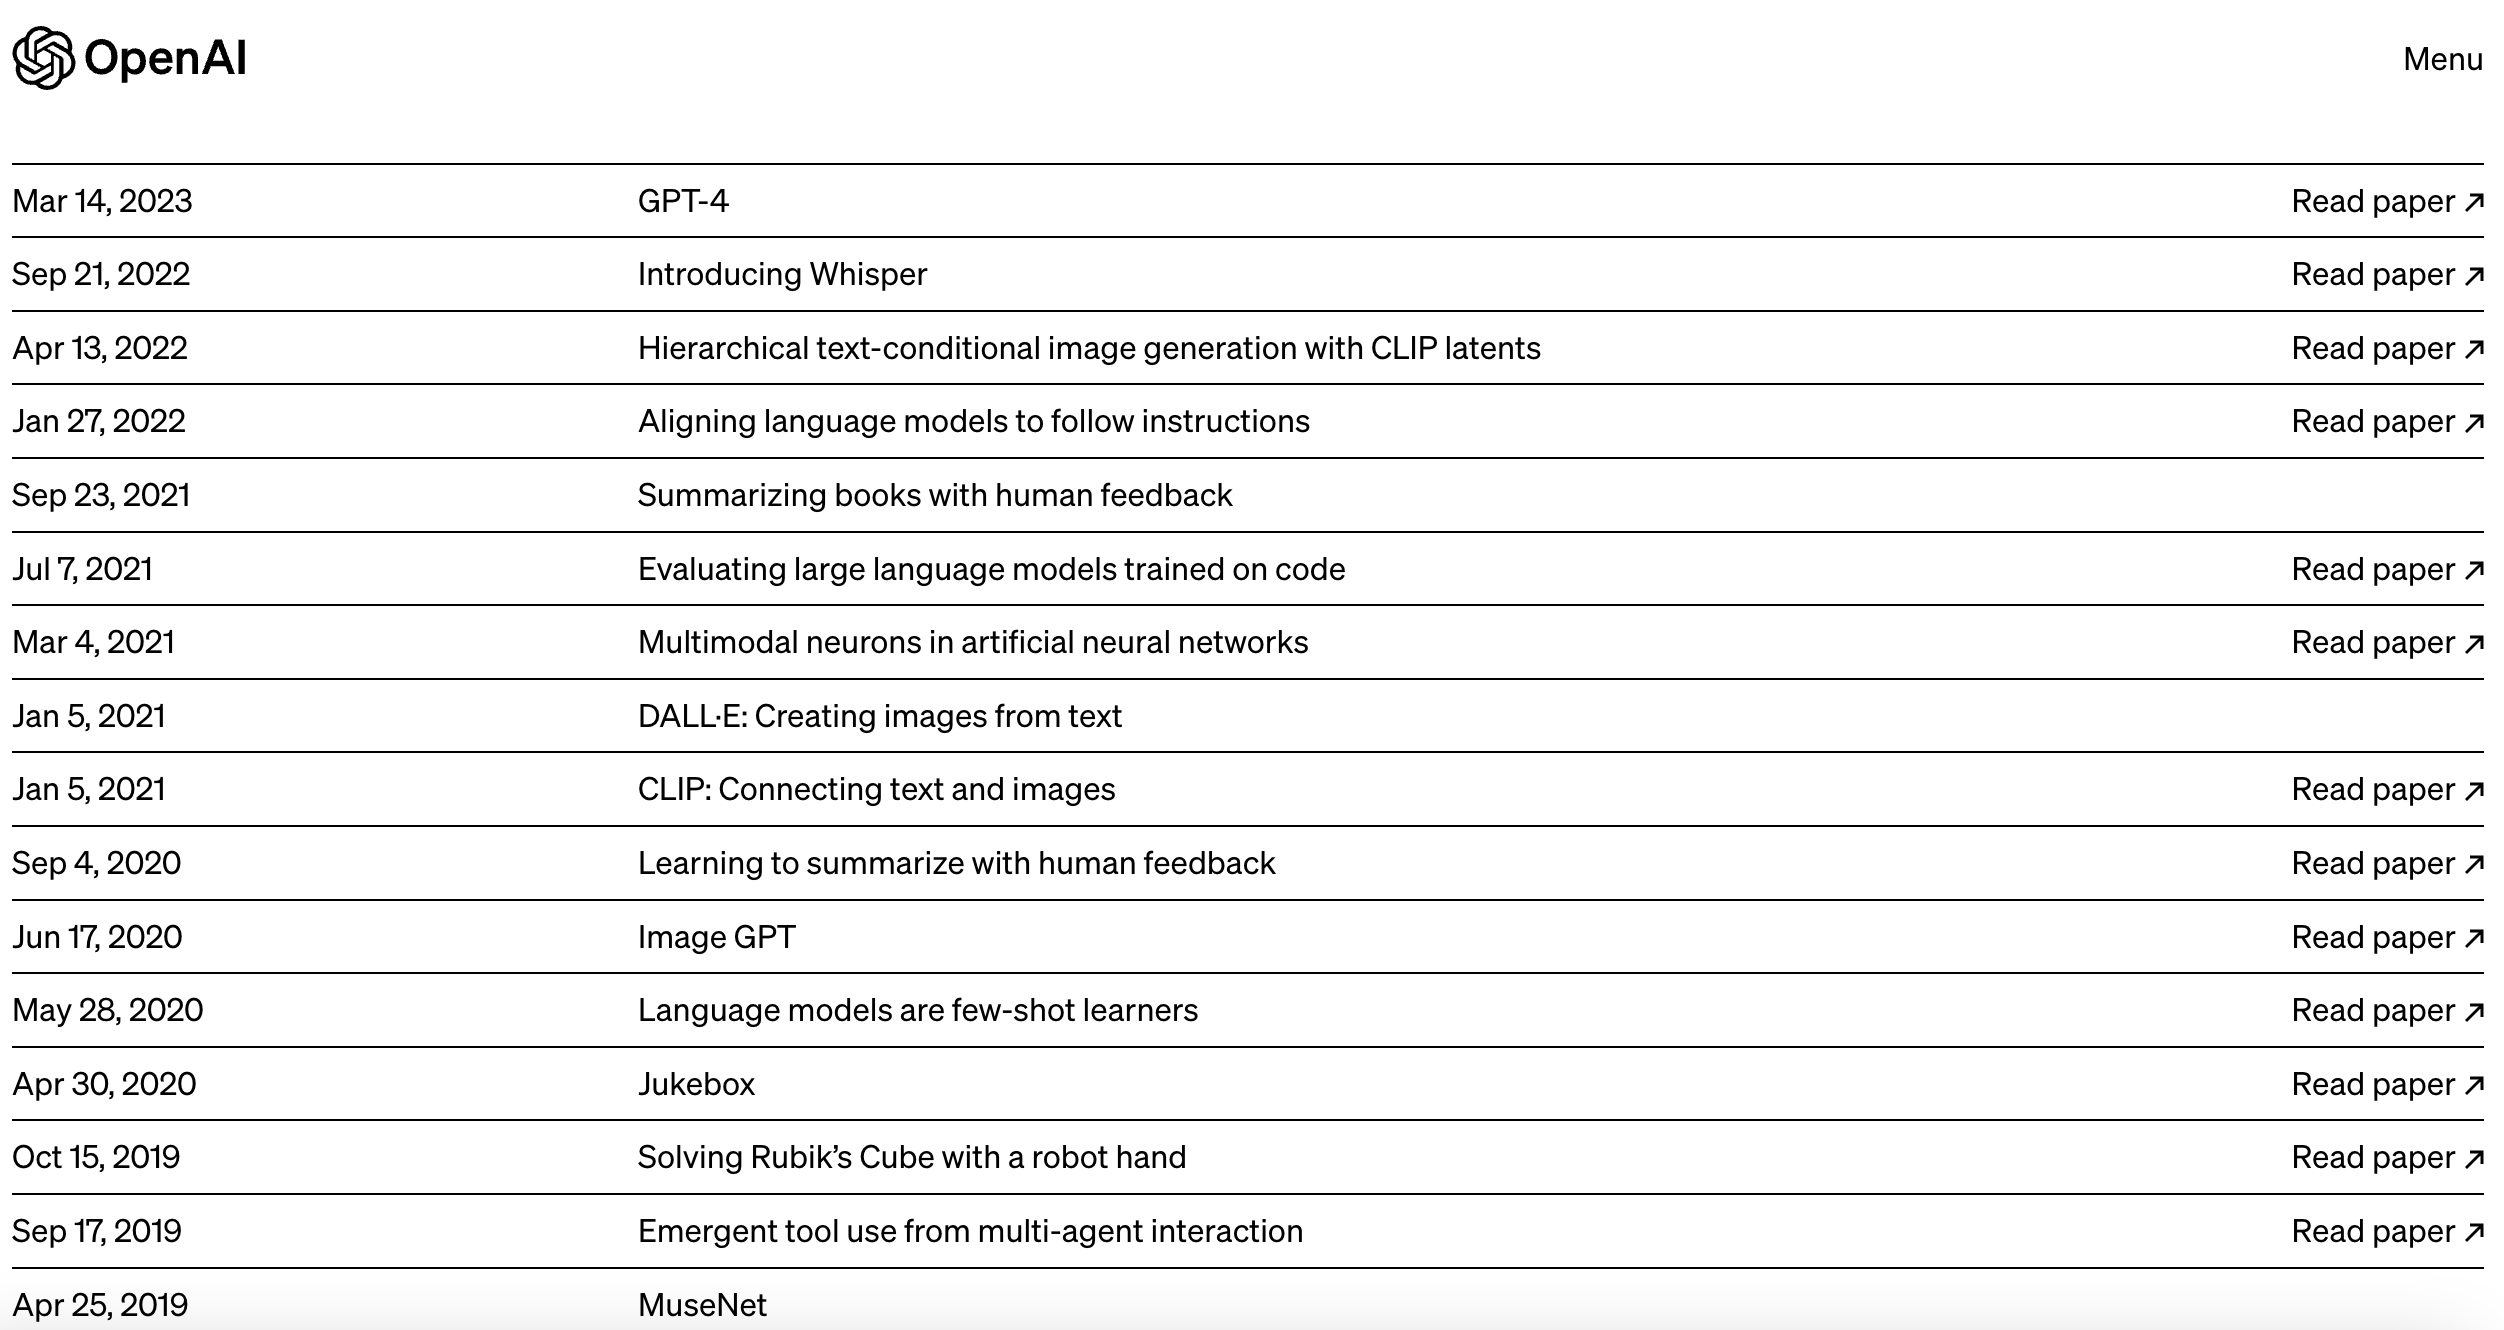 OpenAI Menu
Mar 14, 2023 GPT-4 Read paper ↗
Sep 21, 2022 Introducing Whisper Read paper ↗
Apr 13, 2022 Hierarchical text-conditional image generation with CLIP latents Read paper ↗
Jan 27, 2022 Aligning language models to follow instructions Read paper ↗
Sep 23, 2021 Summarizing books with human feedback
Jul 7, 2021 Evaluating large language models trained on code Read paper ↗
Mar 4, 2021 Multimodal neurons in artificial neural networks Read paper ↗
Jan 5, 2021 DALL·E: Creating images from text
Jan 5, 2021 CLIP: Connecting text and images Read paper ↗
Sep 4, 2020 Learning to summarize with human feedback Read paper ↗
Jun 17, 2020 Image GPT Read paper ↗
May 28, 2020 Language models are few-shot learners Read paper ↗
Apr 30, 2020 Jukebox Read paper ↗
Oct 15, 2019 Solving Rubik’s Cube with a robot hand Read paper ↗
Sep 17, 2019 Emergent tool use from multi-agent interaction Read paper ↗
Apr 25, 2019 MuseNet